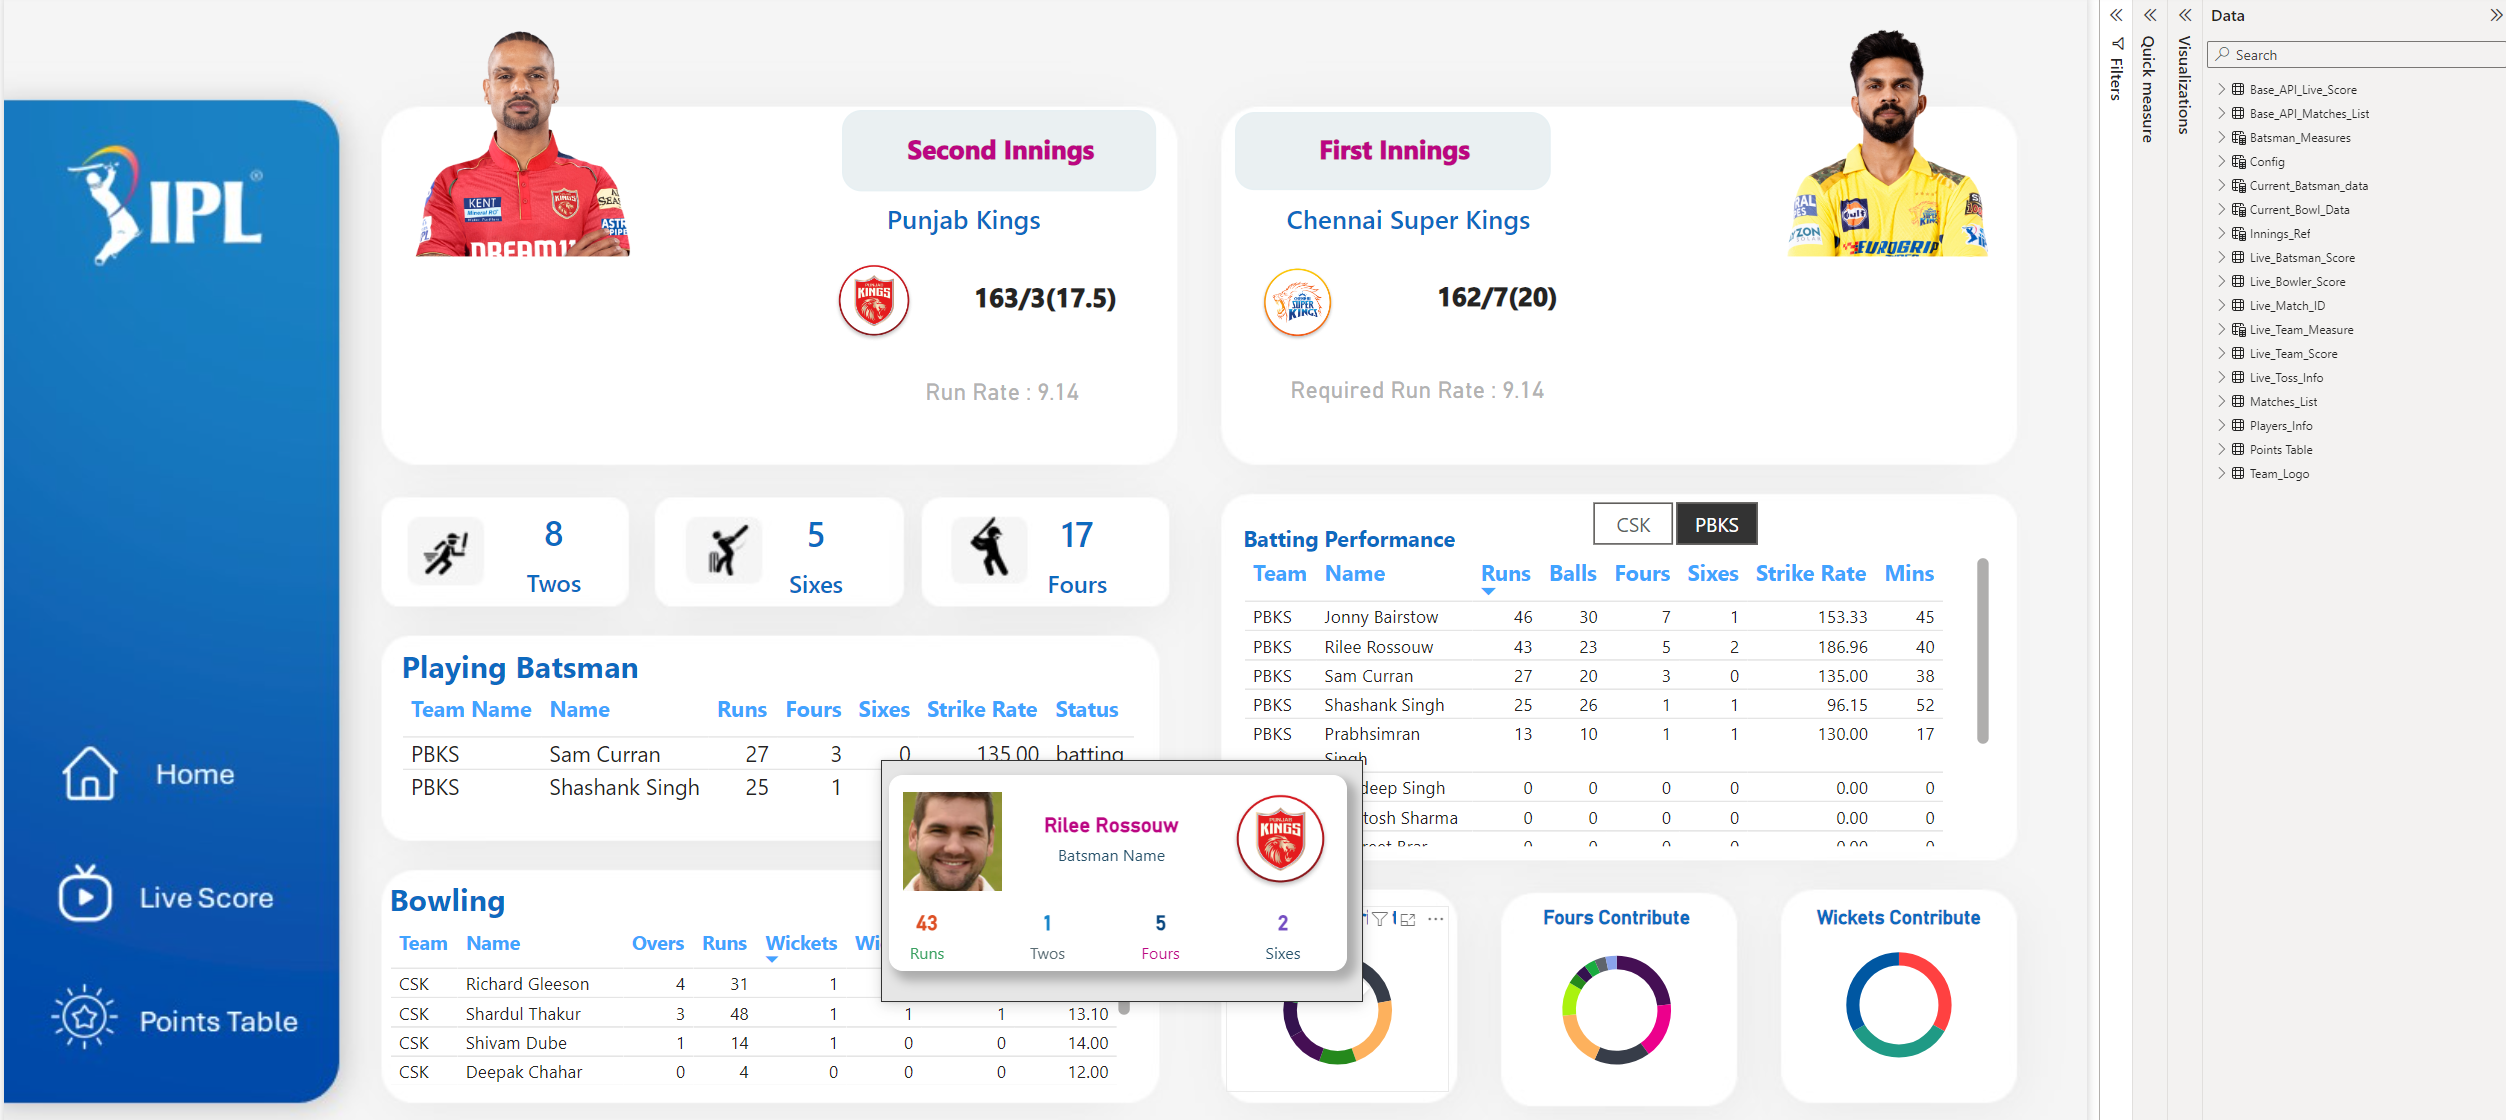 IPL
Home
Live Score
Points Table
KENT
DREAM11
Second Innings
Punjab Kings
PUNJAB
KINGS
163/3(17.5)
Run Rate : 9.14
First Innings
Chennai Super Kings
CHENNAI
SUPER
KINGS
162/7(20)
Required Run Rate : 9.14
Gulf
EUROGRIP
8
Twos
5
Sixes
17
Fours
Playing Batsman
Team Name Name Runs Fours Sixes Strike Rate Status
PBKS Sam Curran 27 3 0 135.00 batting
PBKS Shashank Singh 25 1
CSK PBKS
Batting Performance
Team Name Runs Balls Fours Sixes Strike Rate Mins
PBKS Jonny Bairstow 46 30 7 1 153.33 45
PBKS Rilee Rossouw 43 23 5 2 186.96 40
PBKS Sam Curran 27 20 3 0 135.00 38
PBKS Shashank Singh 25 26 1 1 96.15 52
PBKS Prabhsimran 13 10 1 1 130.00 17
Singh
deep Singh 0 0 0 0 0.00 0
tosh Sharma 0 0 0 0 0.00 0
Rilee Rossouw
Batsman Name
PUNJAB
KINGS
43 1 5 2
Runs Twos Fours Sixes
Bowling
Team Name Overs Runs Wickets Wi
CSK Richard Gleeson 4 31 1
CSK Shardul Thakur 3 48 1 1 1 13.10
CSK Shivam Dube 1 14 1 0 0 14.00
CSK Deepak Chahar 0 4 0 0 0 12.00
Fours Contribute
Wickets Contribute
Filters
Quick measure
Visualizations
Data
Search
Base_API_Live_Score
Base_API_Matches_List
Batsman_Measures
Config
Current_Batsman_data
Current_Bowl_Data
Innings_Ref
Live_Batsman_Score
Live_Bowler_Score
Live_Match_ID
Live_Team_Measure
Live_Team_Score
Live_Toss_Info
Matches_List
Players_Info
Points Table
Team_Logo